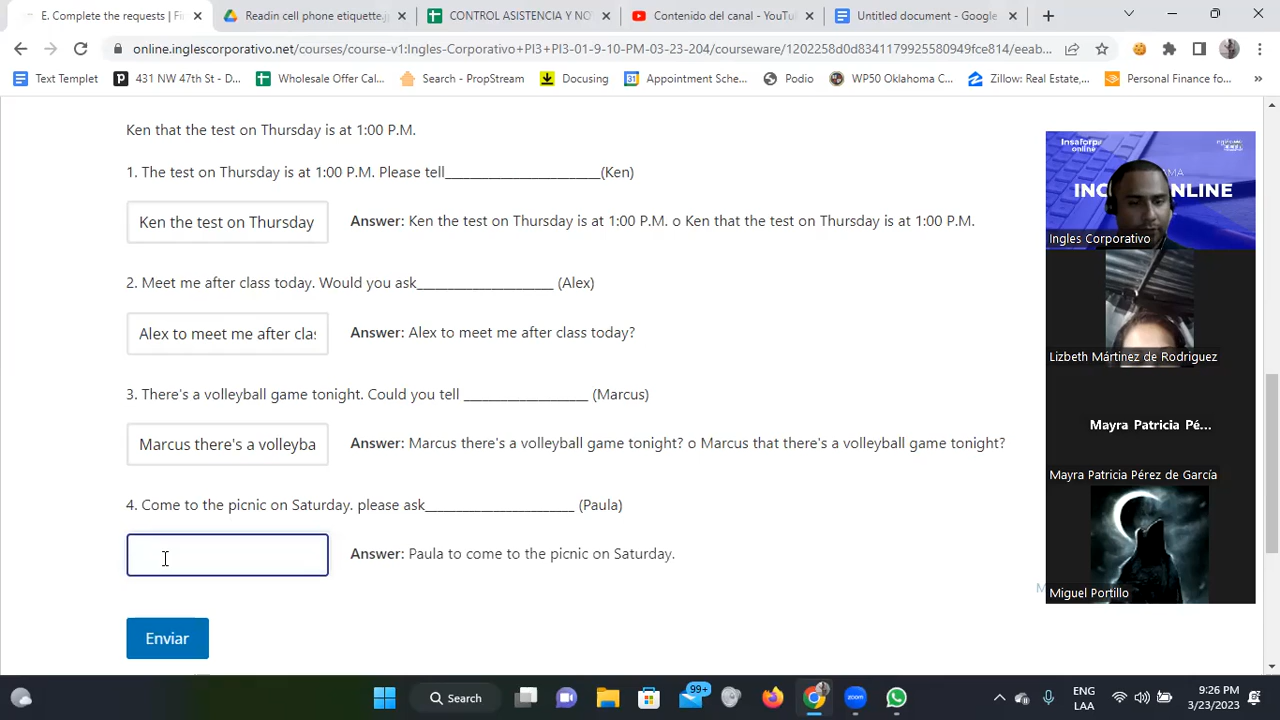 E. Complete the requests | Fi
Readin cell phone etiquette.j
CONTROL ASISTENCIA Y NO
Contenido del canal - YouTu
Untitled document - Google
online.inglescorporativo.net/courses/course-v1:Ingles-Corporativo+PI3+PI3-01-9-10-PM-03-23-204/courseware/1202258d0d8341179925580949fce814/eeab...
Text Templet
431 NW 47th St - D...
Wholesale Offer Cal...
Search - PropStream
Docusing
Appointment Sche...
Podio
WP50 Oklahoma C...
Zillow: Real Estate,...
Personal Finance fo...
Ken that the test on Thursday is at 1:00 P.M.
1. The test on Thursday is at 1:00 P.M. Please tell______________________(Ken)
Ken the test on Thursday
Answer: Ken the test on Thursday is at 1:00 P.M. o Ken that the test on Thursday is at 1:00 P.M.
2. Meet me after class today. Would you ask___________________ (Alex)
Alex to meet me after clas
Answer: Alex to meet me after class today?
3. There's a volleyball game tonight. Could you tell _________________ (Marcus)
Marcus there's a volleyba
Answer: Marcus there's a volleyball game tonight? o Marcus that there's a volleyball game tonight?
4. Come to the picnic on Saturday. please ask_____________________ (Paula)
Answer: Paula to come to the picnic on Saturday.
Enviar
Insaforp
online
Ingles Corporativo
Lizbeth Mártinez de Rodriguez
Mayra Patricia Pé...
Mayra Patricia Pérez de García
Miguel Portillo
Search
99+
ENG
LAA
9:26 PM
3/23/2023